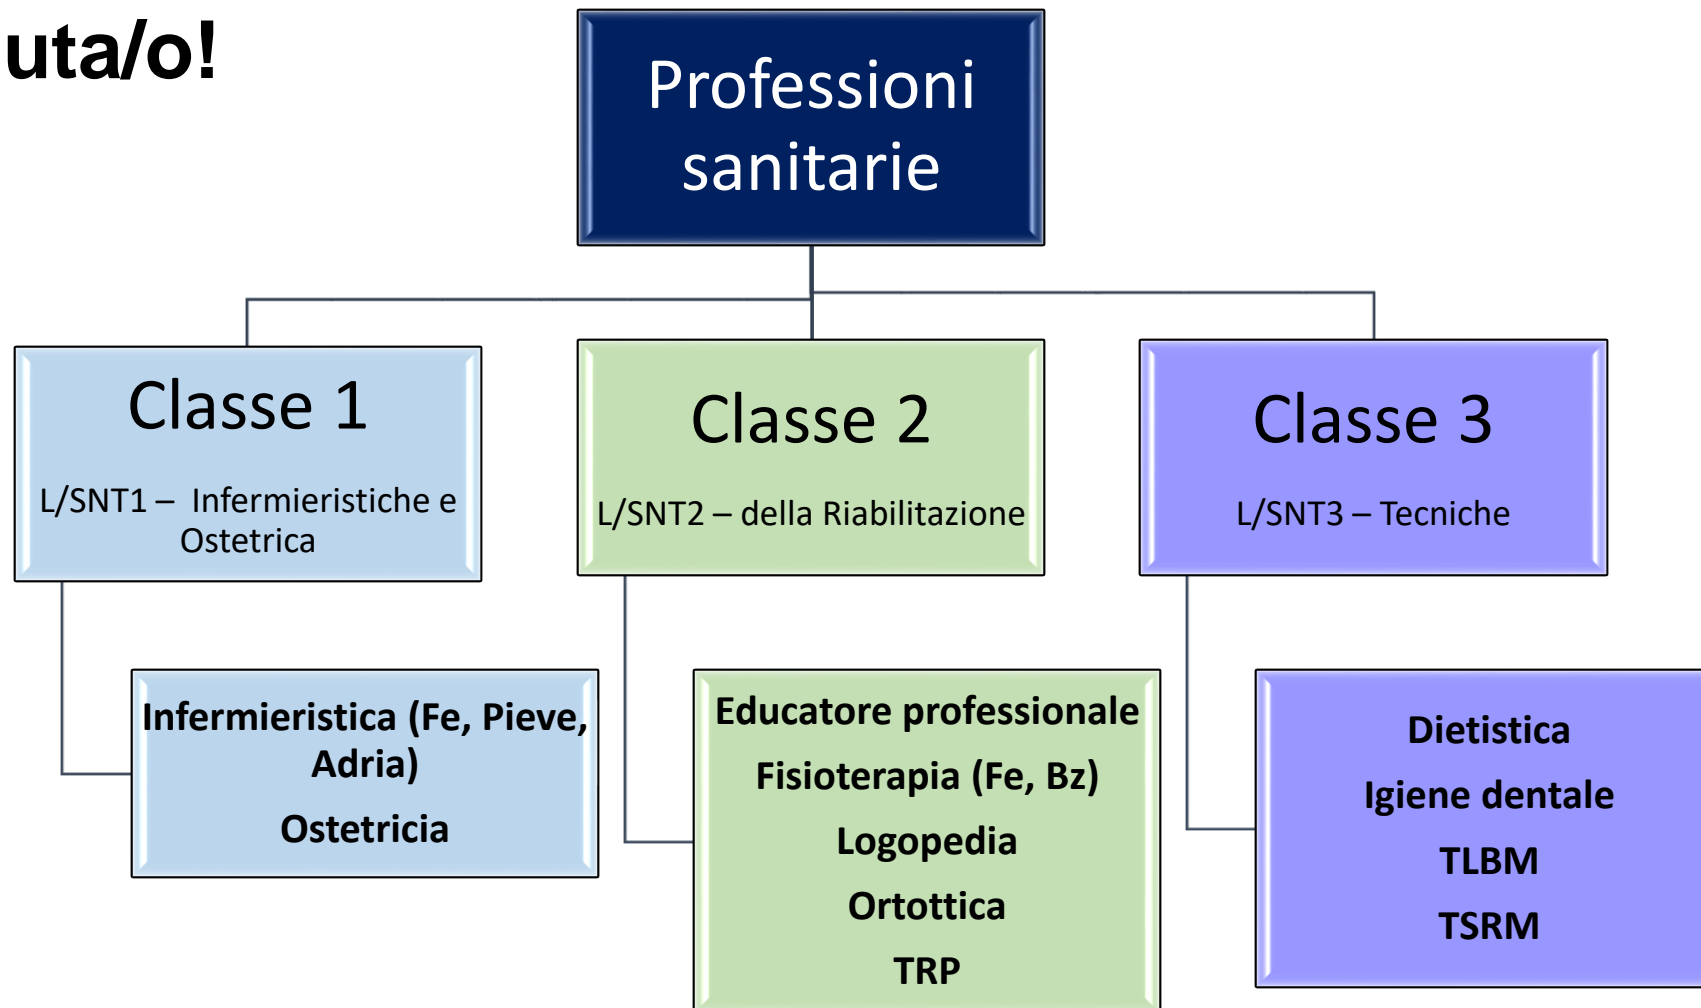 uta/o!
Professioni
sanitarie
Classe 1
L/SNT1 – Infermieristiche e
Ostetrica
Classe 2
L/SNT2 – della Riabilitazione
Classe 3
L/SNT3 – Tecniche
Infermieristica (Fe, Pieve,
Adria)
Ostetricia
Educatore professionale
Fisioterapia (Fe, Bz)
Logopedia
Ortottica
TRP
Dietistica
Igiene dentale
TLBM
TSRM